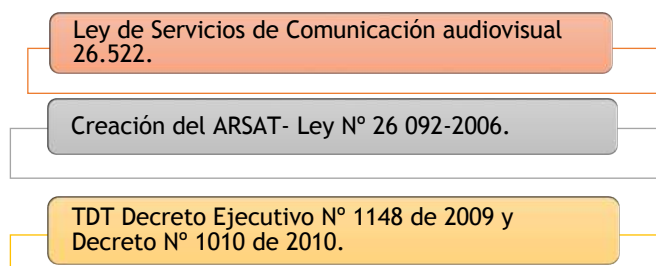 Ley de Servicios de Comunicación audiovisual
26.522.
Creación del ARSAT- Ley Nº 26 092-2006.
TDT Decreto Ejecutivo Nº 1148 de 2009 y
Decreto Nº 1010 de 2010.